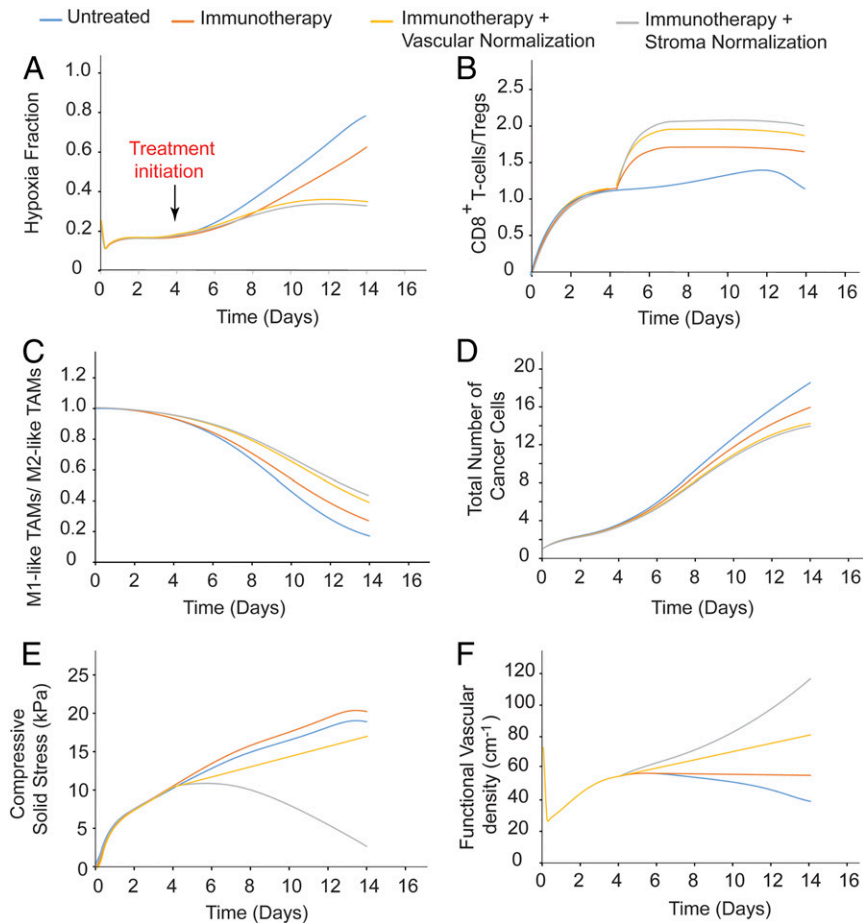 Untreated
Immunotherapy
Immunotherapy +
Vascular Normalization
Immunotherapy +
Stroma Normalization
A
Hypoxia Fraction
1.0
0.8
0.6
0.4
0.2
0
Treatment
initiation
0 2 4 6 8 10 12 14 16
Time (Days)
B
CD8+ T-cells/Tregs
2.5
2.0
1.5
1.0
0.5
0
0 2 4 6 8 10 12 14 16
Time (Days)
C
M1-like TAMs/ M2-like TAMs
1.2
1.0
0.8
0.6
0.4
0.2
0
0 2 4 6 8 10 12 14 16
Time (Days)
D
Total Number of
Cancer Cells
20
16
12
8
4
0
0 2 4 6 8 10 12 14 16
Time (Days)
E
Compressive
Solid Stress (kPa)
25
20
15
10
5
0
0 2 4 6 8 10 12 14 16
Time (Days)
F
Functional Vascular
density (cm-1)
120
100
80
60
40
20
0
0 2 4 6 8 10 12 14 16
Time (Days)